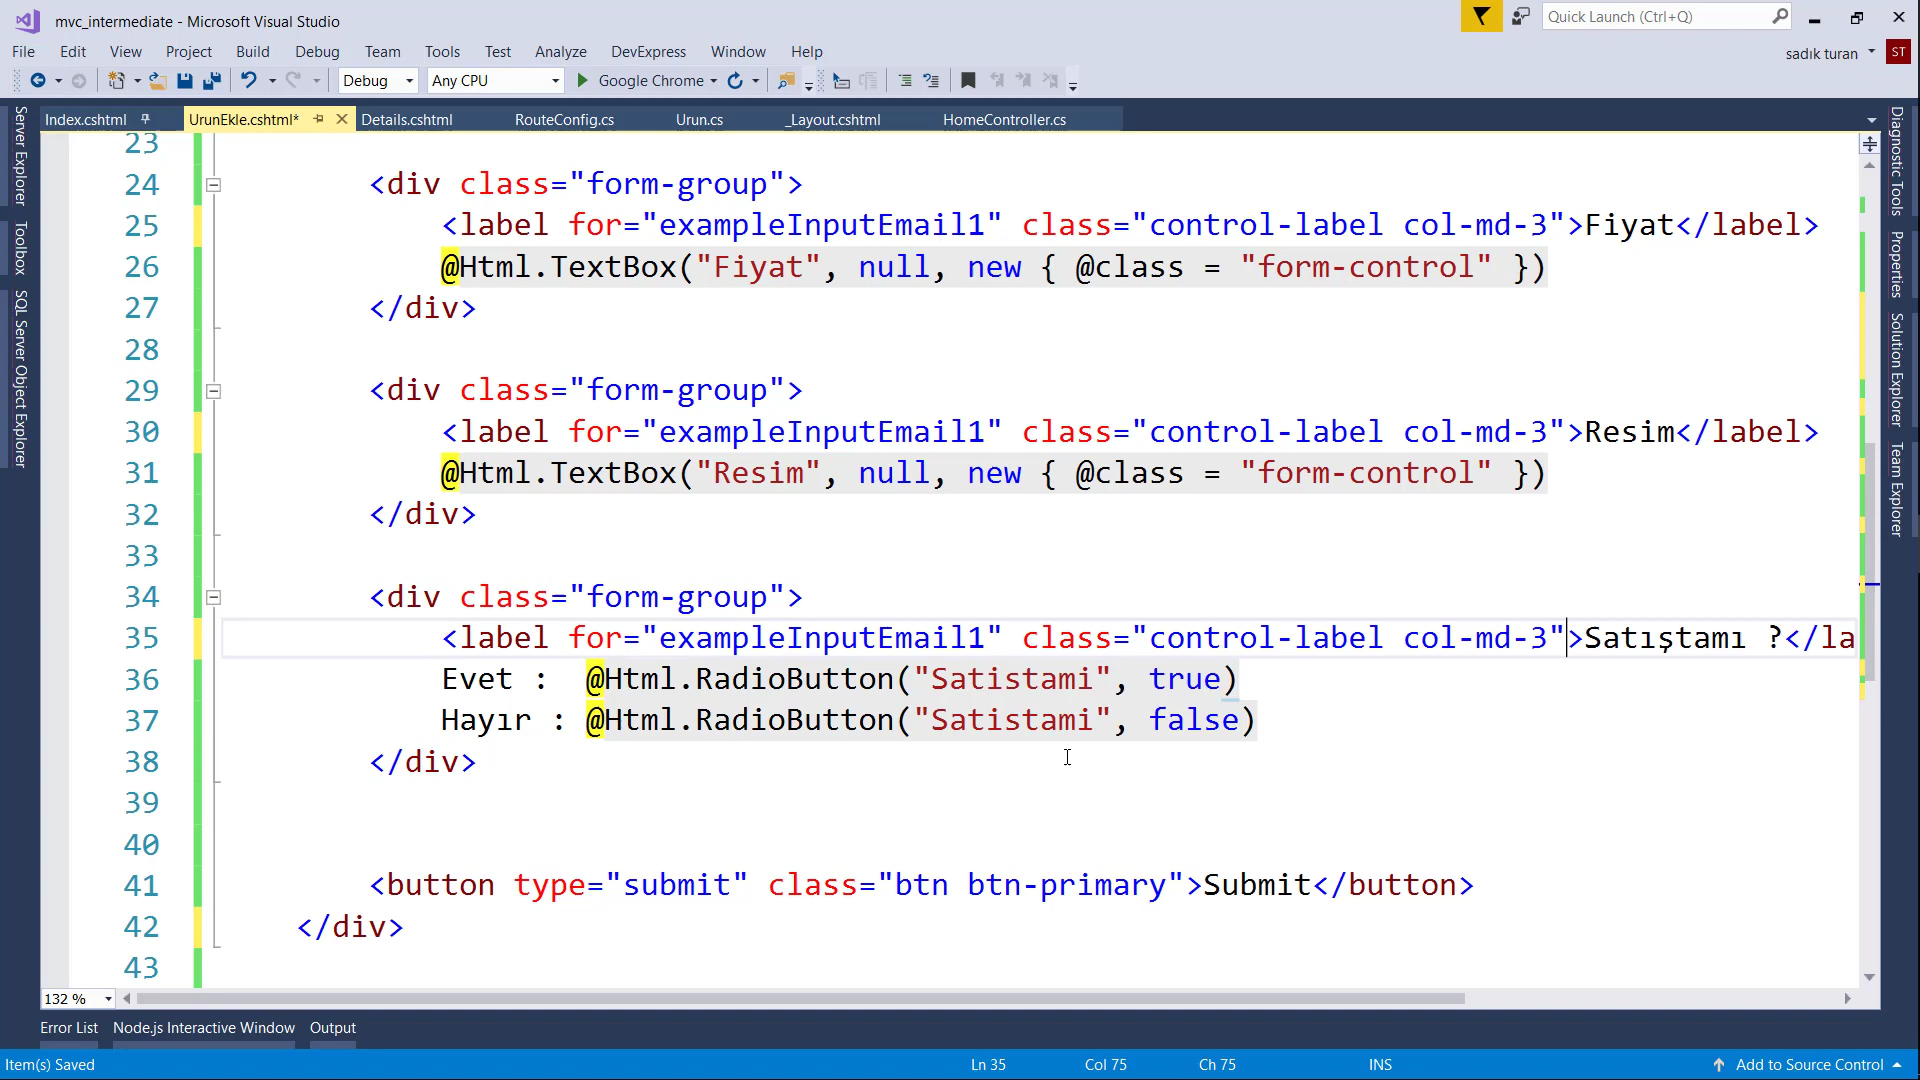 mvc_intermediate - Microsoft Visual Studio
Quick Launch (Ctrl+Q)
File Edit View Project Build Debug Team Tools Test Analyze DevExpress Window Help
sadık turan ST
Debug Any CPU Google Chrome
Index.cshtml UrunEkle.cshtml* Details.cshtml RouteConfig.cs Urun.cs _Layout.cshtml HomeController.cs
Server Explorer
Toolbox
SQL Server Object Explorer
23
24 <div class="form-group">
25 <label for="exampleInputEmail1" class="control-label col-md-3">Fiyat</label>
26 @Html.TextBox("Fiyat", null, new { @class = "form-control" })
27 </div>
28
29 <div class="form-group">
30 <label for="exampleInputEmail1" class="control-label col-md-3">Resim</label>
31 @Html.TextBox("Resim", null, new { @class = "form-control" })
32 </div>
33
34 <div class="form-group">
35 <label for="exampleInputEmail1" class="control-label col-md-3">Satıştamı ?</la
36 Evet : @Html.RadioButton("Satistami", true)
37 Hayır : @Html.RadioButton("Satistami", false)
38 </div>
39
40
41 <button type="submit" class="btn btn-primary">Submit</button>
42 </div>
43
Diagnostic Tools
Properties
Solution Explorer
Team Explorer
132 %
Error List Node.js Interactive Window Output
Item(s) Saved Ln 35 Col 75 Ch 75 INS Add to Source Control